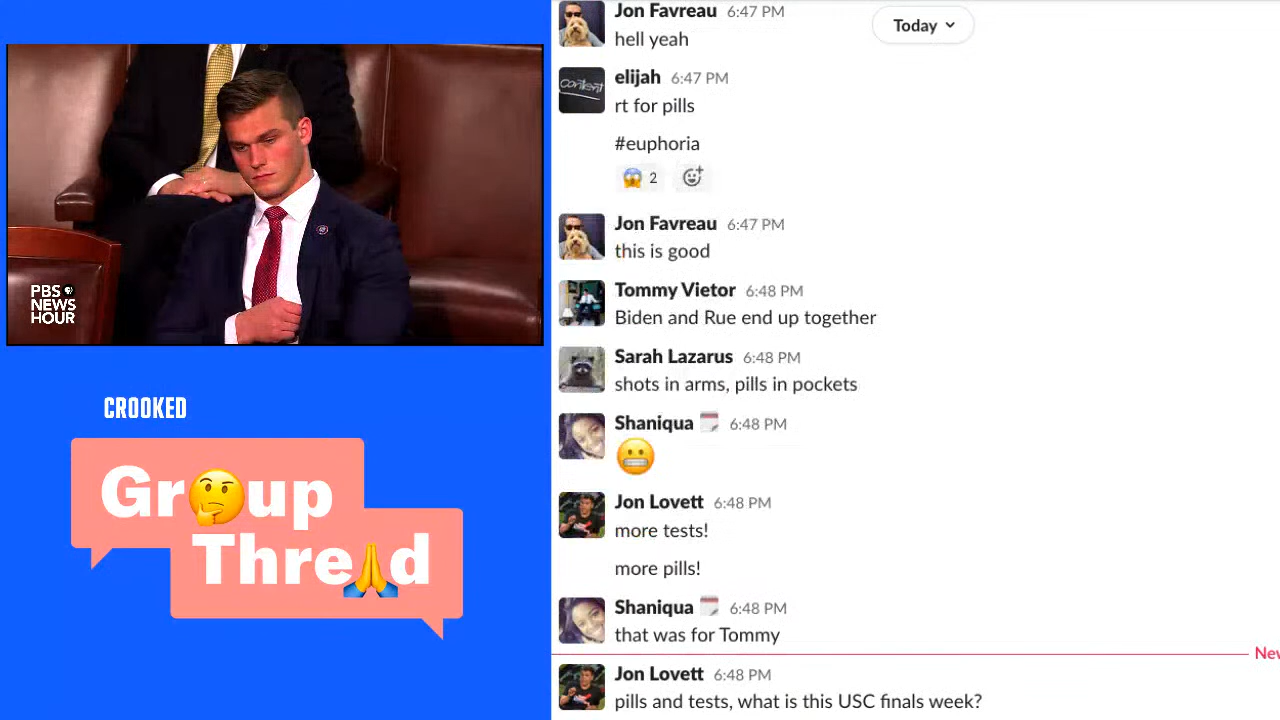 PBS
NEWS
HOUR
CROOKED
Gr🤔up
Thre🙏d
Today
Jon Favreau 6:47 PM
hell yeah
content
elijah 6:47 PM
rt for pills
#euphoria
😱 2
Jon Favreau 6:47 PM
this is good
Tommy Vietor 6:48 PM
Biden and Rue end up together
Sarah Lazarus 6:48 PM
shots in arms, pills in pockets
Shaniqua 6:48 PM
😬
Jon Lovett 6:48 PM
more tests!
more pills!
Shaniqua 6:48 PM
that was for Tommy
New
Jon Lovett 6:48 PM
pills and tests, what is this USC finals week?